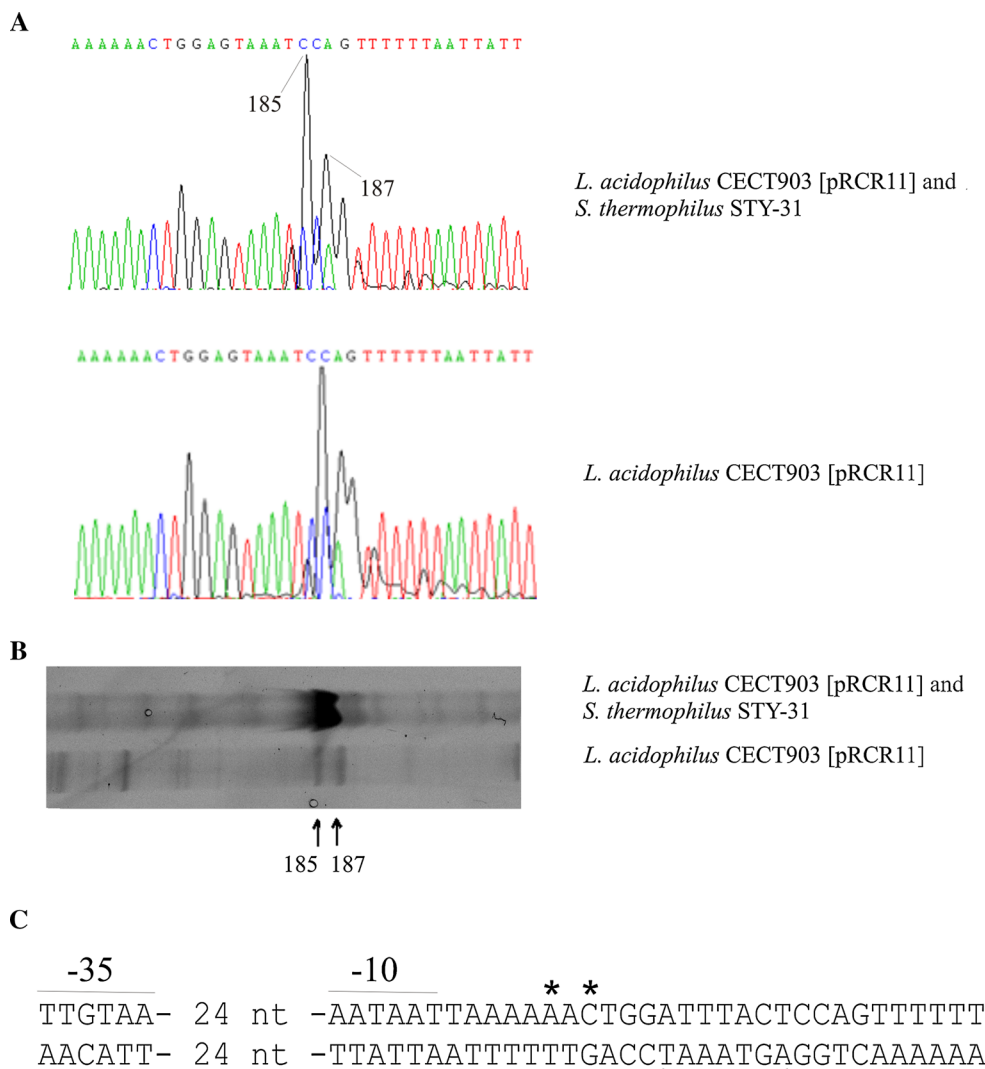 A
AAAAAACTGGAGTAAATCCAGTTTTTTAATTATT
185
187
L. acidophilus CECT903 [pRCR11] and
S. thermophilus STY-31
AAAAAACTGGAGTAAATCCAGTTTTTTAATTATT
L. acidophilus CECT903 [pRCR11]
B
L. acidophilus CECT903 [pRCR11] and
S. thermophilus STY-31
L. acidophilus CECT903 [pRCR11]
185 187
C
-35 -10 * *
TTGTAA- 24 nt -AATAATTAAAAAACTGGATTTACTCCAGTTTTTT
AACATT- 24 nt -TTATTAATTTTTTGACCTAAATGAGGTCAAAAAA